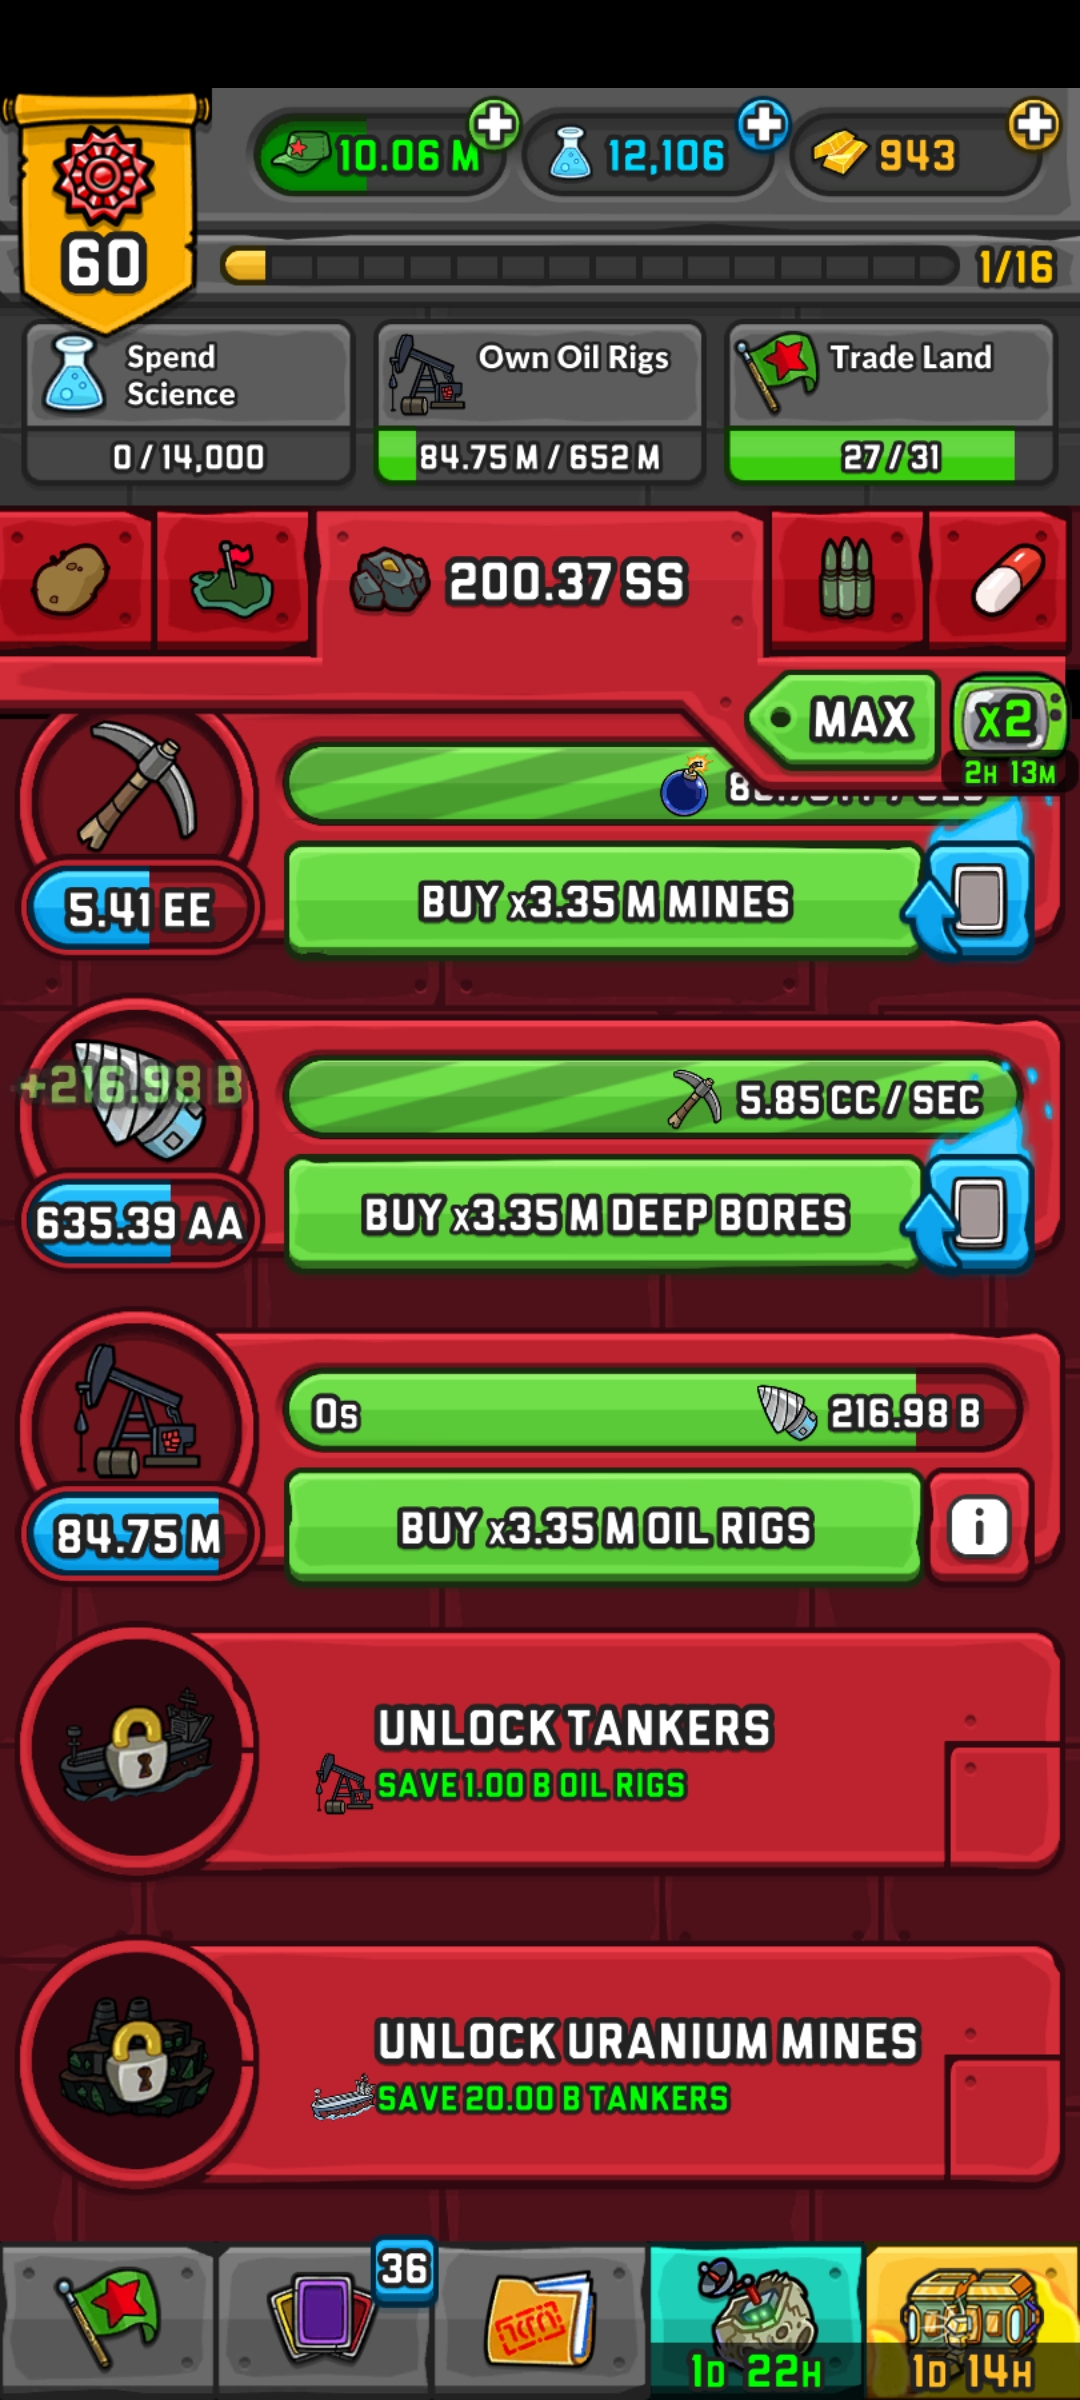 10.06 M
12,106
943
60
1/16
Spend
Science
0/14,000
Own Oil Rigs
84.75 M / 652 M
Trade Land
27/31
200.37 SS
MAX
x2
2H 13M
5.41 EE
BUY x3.35 M MINES
+216.98 B
5.85 CC / SEC
635.39 AA
BUY x3.35 M DEEP BORES
0s
216.98 B
84.75 M
BUY x3.35 M OIL RIGS
i
UNLOCK TANKERS
SAVE 1.00 B OIL RIGS
UNLOCK URANIUM MINES
SAVE 20.00 B TANKERS
36
1D 22H
1D 14H